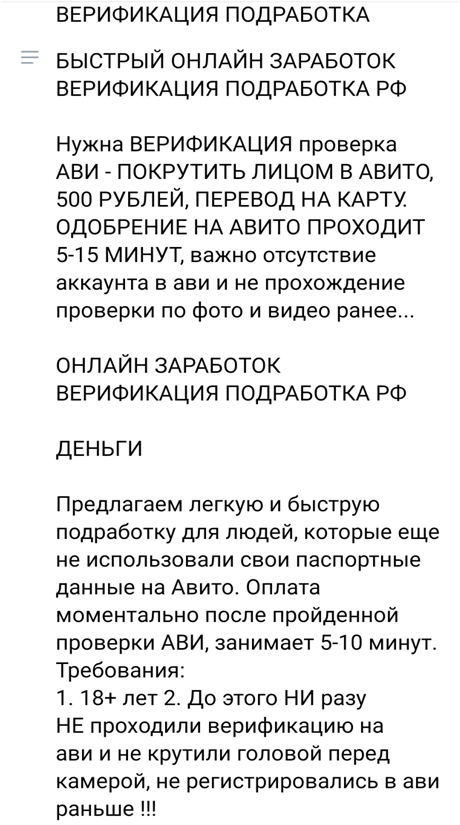 ВЕРИФИКАЦИЯ ПОДРАБОТКА
БЫСТРЫЙ ОНЛАЙН ЗАРАБОТОК
ВЕРИФИКАЦИЯ ПОДРАБОТКА РФ
Нужна ВЕРИФИКАЦИЯ проверка
АВИ - ПОКРУТИТЬ ЛИЦОМ В АВИТО,
500 РУБЛЕЙ, ПЕРЕВОД НА КАРТУ.
ОДОБРЕНИЕ НА АВИТО ПРОХОДИТ
5-15 МИНУТ, важно отсутствие
аккаунта в ави и не прохождение
проверки по фото и видео ранее...
ОНЛАЙН ЗАРАБОТОК
ВЕРИФИКАЦИЯ ПОДРАБОТКА РФ
ДЕНЬГИ
Предлагаем легкую и быструю
подработку для людей, которые еще
не использовали свои паспортные
данные на Авито. Оплата
моментально после пройденной
проверки АВИ, занимает 5-10 минут.
Требования:
1. 18+ лет 2. До этого НИ разу
НЕ проходили верификацию на
ави и не крутили головой перед
камерой, не регистрировались в ави
раньше !!!